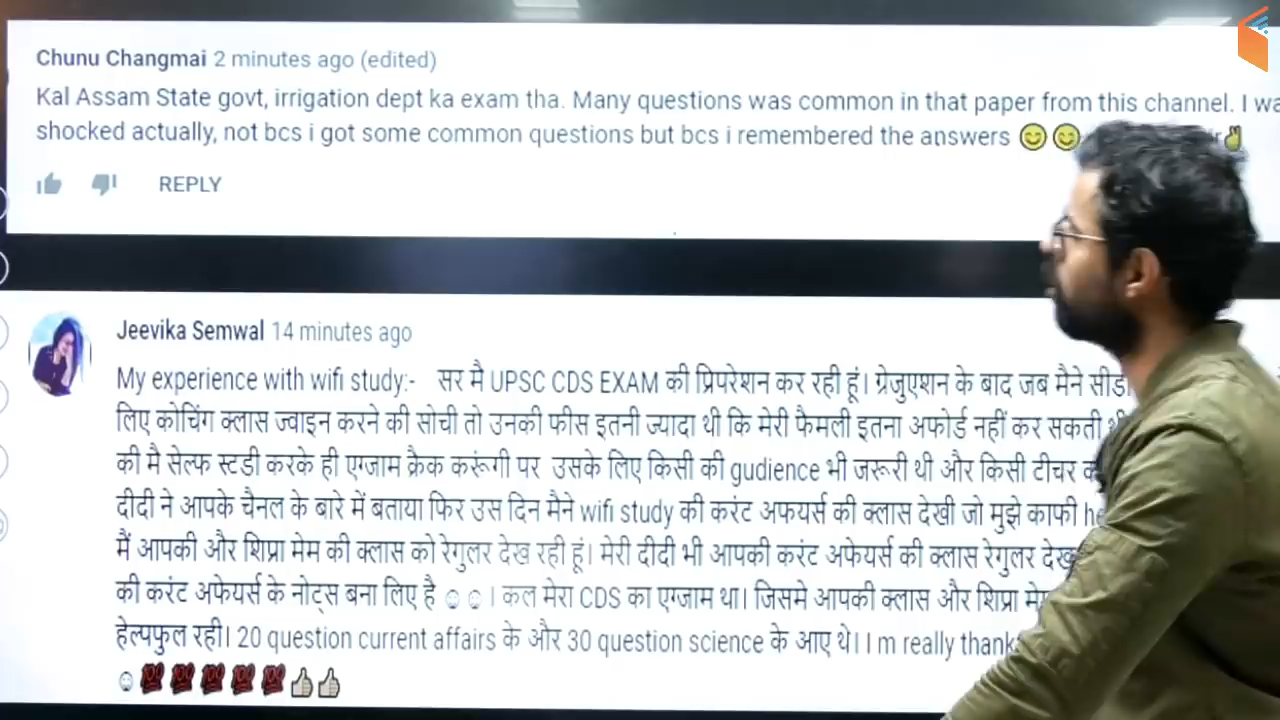 Chunu Changmai 2 minutes ago (edited)
Kal Assam State govt, irrigation dept ka exam tha. Many questions was common in that paper from this channel. I
shocked actually, not bcs i got some common questions but bcs i remembered the answers 😊😊 ✌
REPLY
Jeevika Semwal 14 minutes ago
My experience with wifi study:- सर मै UPSC CDS EXAM की प्रिपरेशन कर रही हूं। ग्रेजुएशन के बाद जब मैने
लिए कोचिंग क्लास ज्वाइन करने की सोची तो उनकी फीस इतनी ज्यादा थी कि मेरी फैमली इतना अफोर्ड नहीं कर सकती
की मै सेल्फ स्टडी करके ही एग्जाम क्रैक करूंगी पर उसके लिए किसी की gudience भी जरूरी थी और किसी टीचर
दीदी ने आपके चैनल के बारे में बताया फिर उस दिन मैने wifi study की करंट अफयर्स की क्लास देखी जो मुझे काफी
मैं आपकी और शिप्रा मेम की क्लास को रेगुलर देख रही हूं। मेरी दीदी भी आपकी करंट अफेयर्स की क्लास रेगुलर
की करंट अफेयर्स के नोट्स बना लिए है ☺☺। कल मेरा CDS का एग्जाम था। जिसमे आपकी क्लास और शिप्रा
हेल्पफुल रही। 20 question current affairs के और 30 question science के आए थे। I m really
☺💯💯💯💯💯👍👍